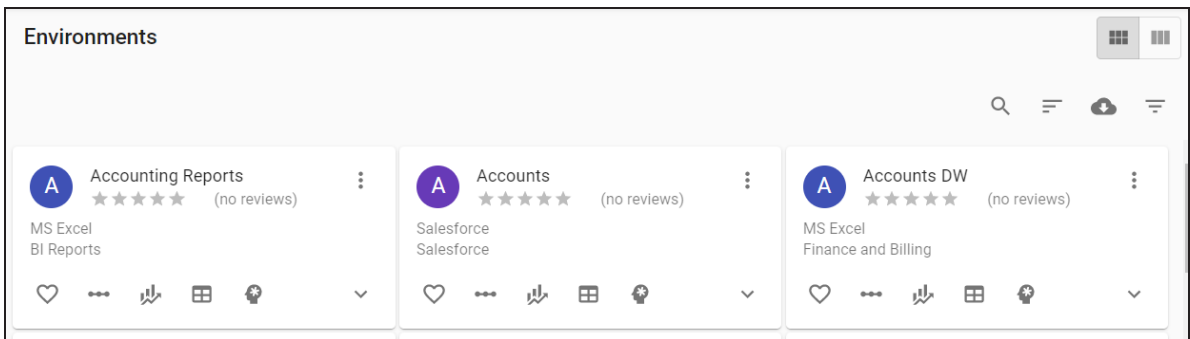 Environments
A Accounting Reports
(no reviews)
MS Excel
BI Reports
A Accounts
(no reviews)
Salesforce
Salesforce
A Accounts DW
(no reviews)
MS Excel
Finance and Billing